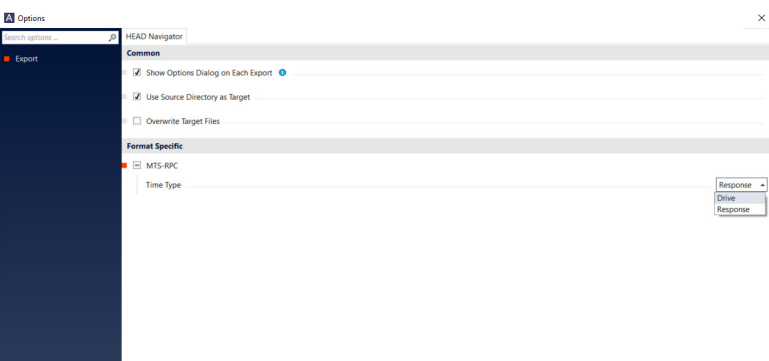 A Options
Search options ...
HEAD Navigator
Export
Common
Show Options Dialog on Each Export
Use Source Directory as Target
Overwrite Target Files
Format Specific
MTS-RPC
Time Type
Response
Drive
Response